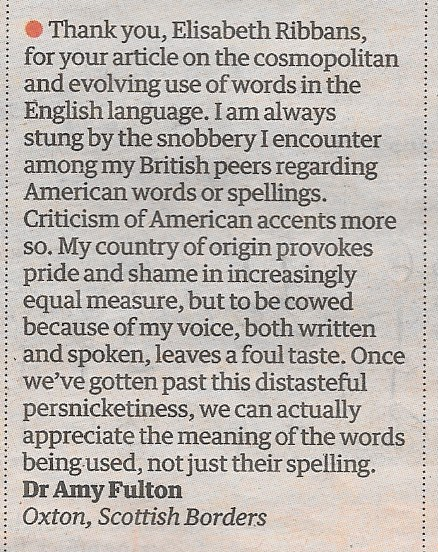 Thank you, Elisabeth Ribbans,
for your article on the cosmopolitan
and evolving use of words in the
English language. I am always
stung by the snobbery I encounter
among my British peers regarding
American words or spellings.
Criticism of American accents more
so. My country of origin provokes
pride and shame in increasingly
equal measure, but to be cowed
because of my voice, both written
and spoken, leaves a foul taste. Once
we’ve gotten past this distasteful
persnicketiness, we can actually
appreciate the meaning of the words
being used, not just their spelling.
Dr Amy Fulton
Oxton, Scottish Borders